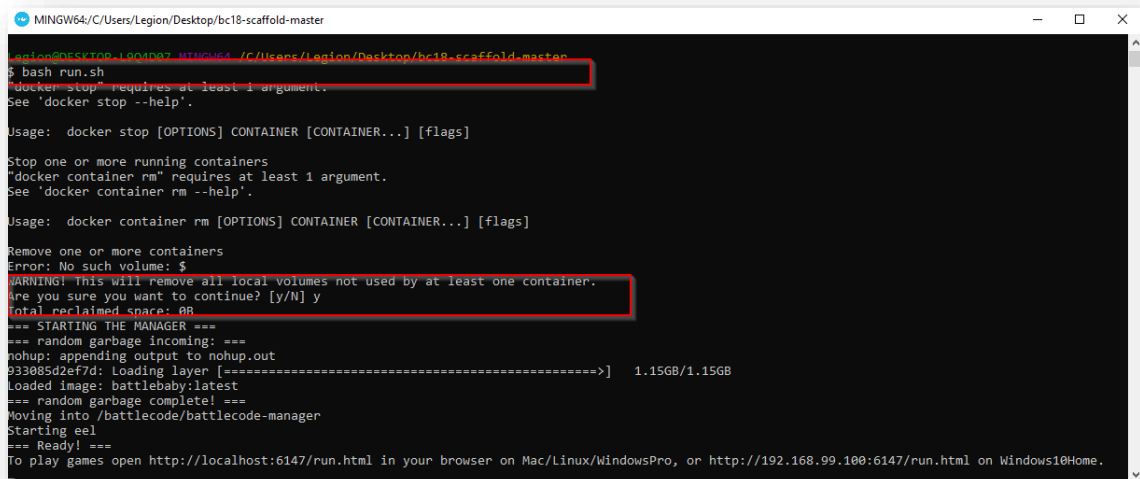 MINGW64:/C/Users/Legion/Desktop/bc18-scaffold-master
Legion@DESKTOP-L9Q4D07 MINGW64 /C/Users/Legion/Desktop/bc18-scaffold-master
$ bash run.sh
"docker stop" requires at least 1 argument.
See 'docker stop --help'.
Usage:  docker stop [OPTIONS] CONTAINER [CONTAINER...] [flags]
Stop one or more running containers
"docker container rm" requires at least 1 argument.
See 'docker container rm --help'.
Usage:  docker container rm [OPTIONS] CONTAINER [CONTAINER...] [flags]
Remove one or more containers
Error: No such volume: $
WARNING! This will remove all local volumes not used by at least one container.
Are you sure you want to continue? [y/N] y
Total reclaimed space: 0B
=== STARTING THE MANAGER ===
=== random garbage incoming: ===
nohup: appending output to nohup.out
933085d2ef7d: Loading layer [==================================================>]   1.15GB/1.15GB
Loaded image: battlebaby:latest
=== random garbage complete! ===
Moving into /battlecode/battlecode-manager
Starting eel
=== Ready! ===
To play games open http://localhost:6147/run.html in your browser on Mac/Linux/WindowsPro, or http://192.168.99.100:6147/run.html on Windows10Home.